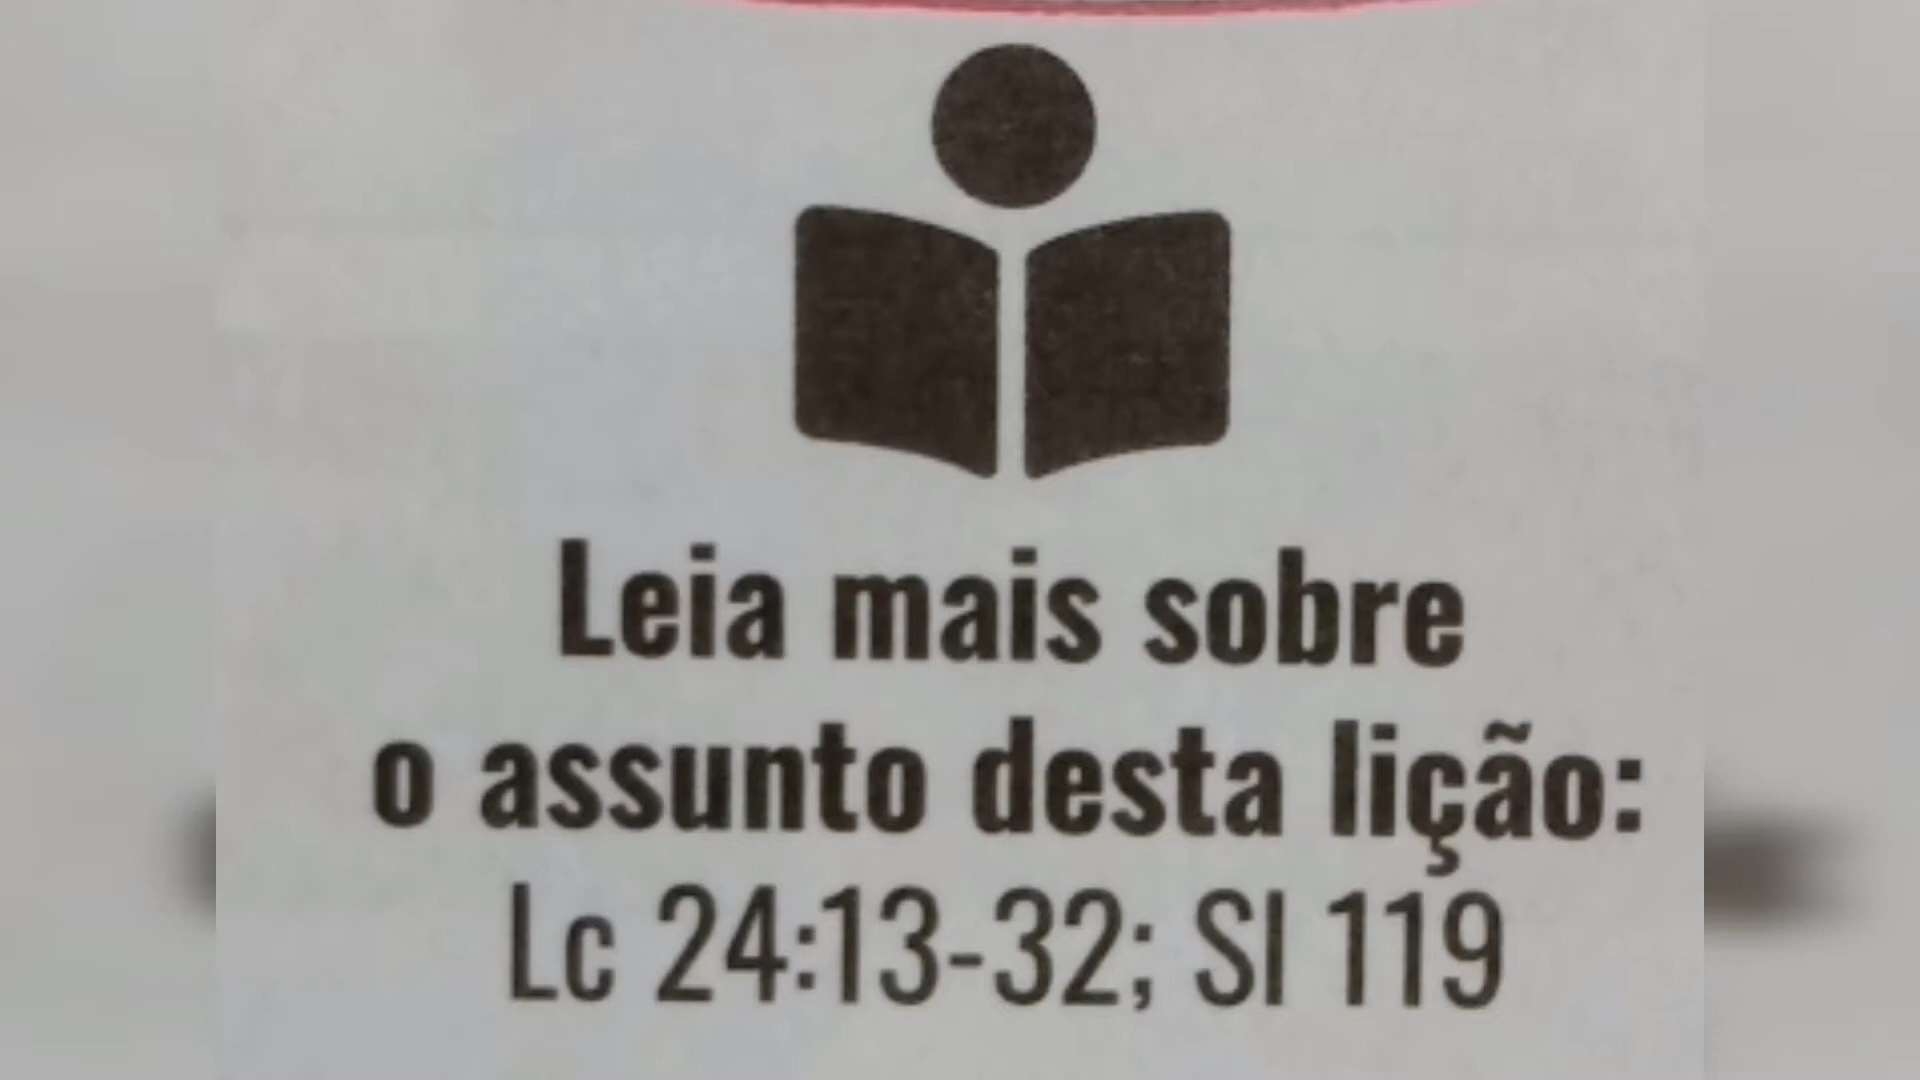 Leia mais sobre
o assunto desta lição:
Lc 24:13-32; Sl 119